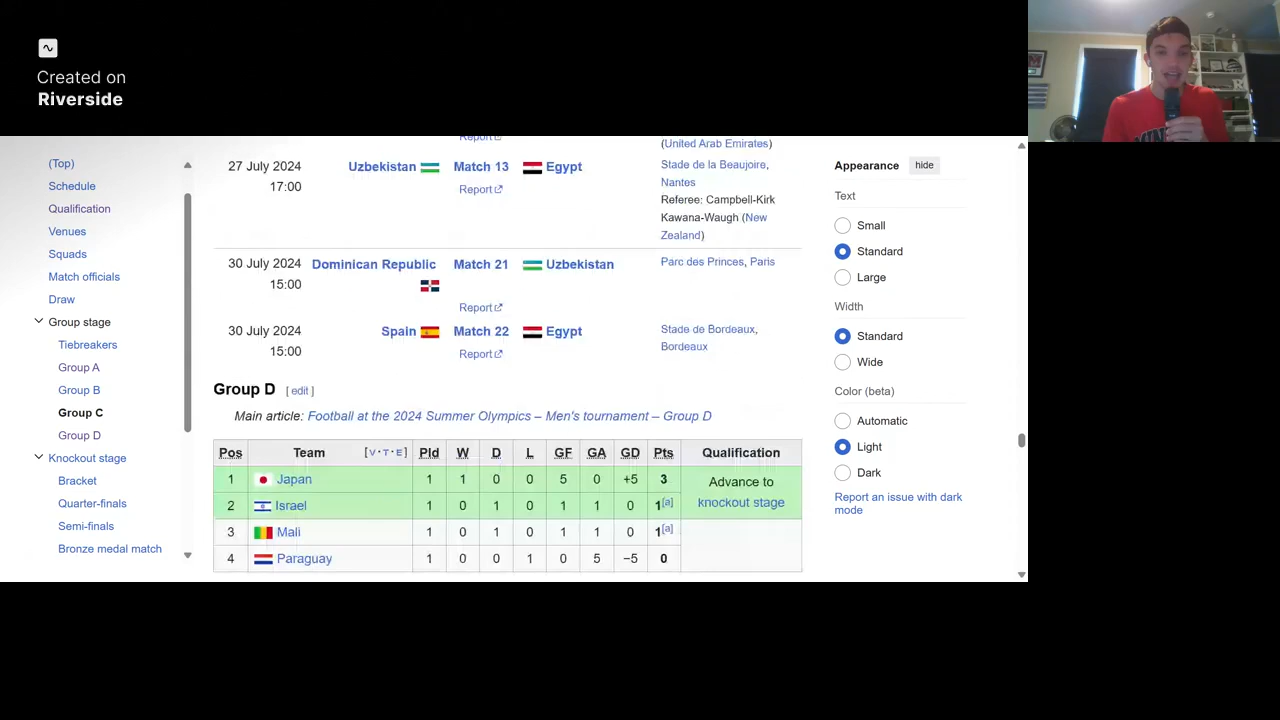 Created on
Riverside
(Top)
Schedule
Qualification
Venues
Squads
Match officials
Draw
Group stage
Tiebreakers
Group A
Group B
Group C
Group D
Knockout stage
Bracket
Quarter-finals
Semi-finals
Bronze medal match
Report
(United Arab Emirates)
27 July 2024
17:00
Uzbekistan Match 13 Egypt
Report
Stade de la Beaujoire,
Nantes
Referee: Campbell-Kirk
Kawana-Waugh (New
Zealand)
30 July 2024
15:00
Dominican Republic Match 21 Uzbekistan
Report
Parc des Princes, Paris
30 July 2024
15:00
Spain Match 22 Egypt
Report
Stade de Bordeaux,
Bordeaux
Group D [ edit ]
Main article: Football at the 2024 Summer Olympics – Men's tournament – Group D
Pos Team [V·T·E] Pld W D L GF GA GD Pts Qualification
1 Japan 1 1 0 0 5 0 +5 3 Advance to
knockout stage
2 Israel 1 0 1 0 1 1 0 1[a]
3 Mali 1 0 1 0 1 1 0 1[a]
4 Paraguay 1 0 0 1 0 5 −5 0
Appearance hide
Text
Small
Standard
Large
Width
Standard
Wide
Color (beta)
Automatic
Light
Dark
Report an issue with dark
mode